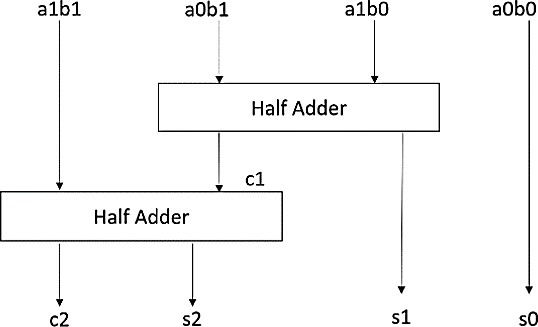 a1b1 a0b1 a1b0 a0b0
Half Adder
c1
Half Adder
c2 s2 s1 s0